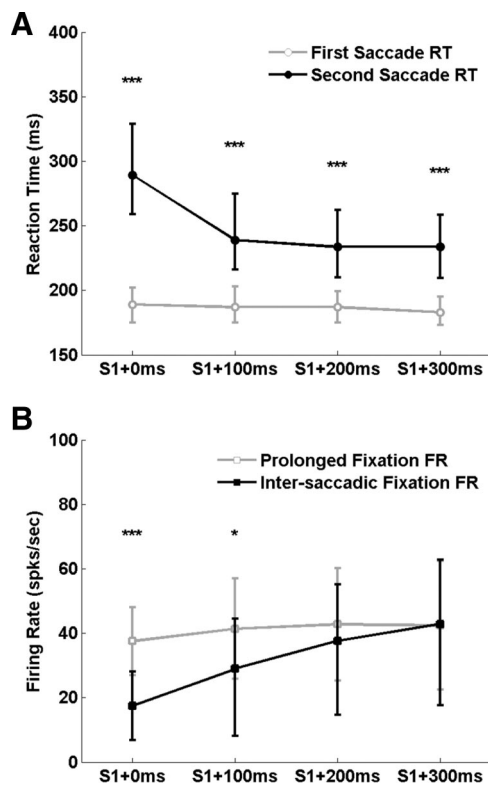 A
400
350
300
250
200
150
Reaction Time (ms)
First Saccade RT
Second Saccade RT
***
***
***
***
S1+0ms S1+100ms S1+200ms S1+300ms
B
100
80
60
40
20
0
Firing Rate (spks/sec)
Prolonged Fixation FR
Inter-saccadic Fixation FR
***
*
S1+0ms S1+100ms S1+200ms S1+300ms